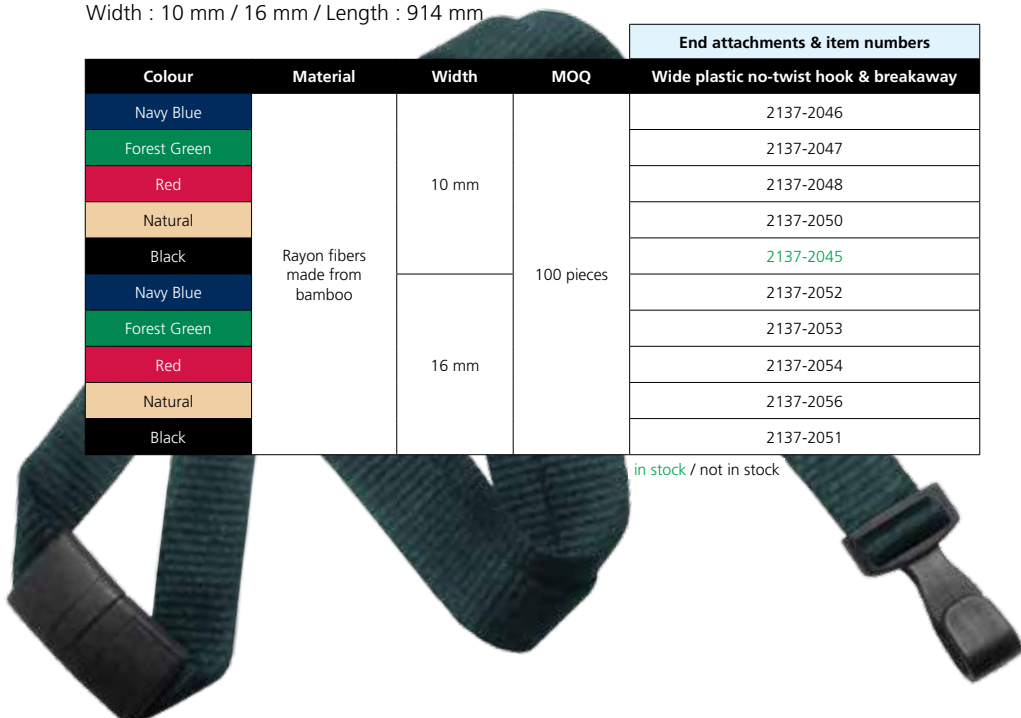 Width : 10 mm / 16 mm / Length : 914 mm
End attachments & item numbers
Colour Material Width MOQ Wide plastic no-twist hook & breakaway
Navy Blue 2137-2046
Forest Green 2137-2047
Red 10 mm 2137-2048
Natural 2137-2050
Black 2137-2045
Rayon fibers
made from
bamboo
100 pieces
Navy Blue 2137-2052
Forest Green 2137-2053
Red 16 mm 2137-2054
Natural 2137-2056
Black 2137-2051
in stock / not in stock